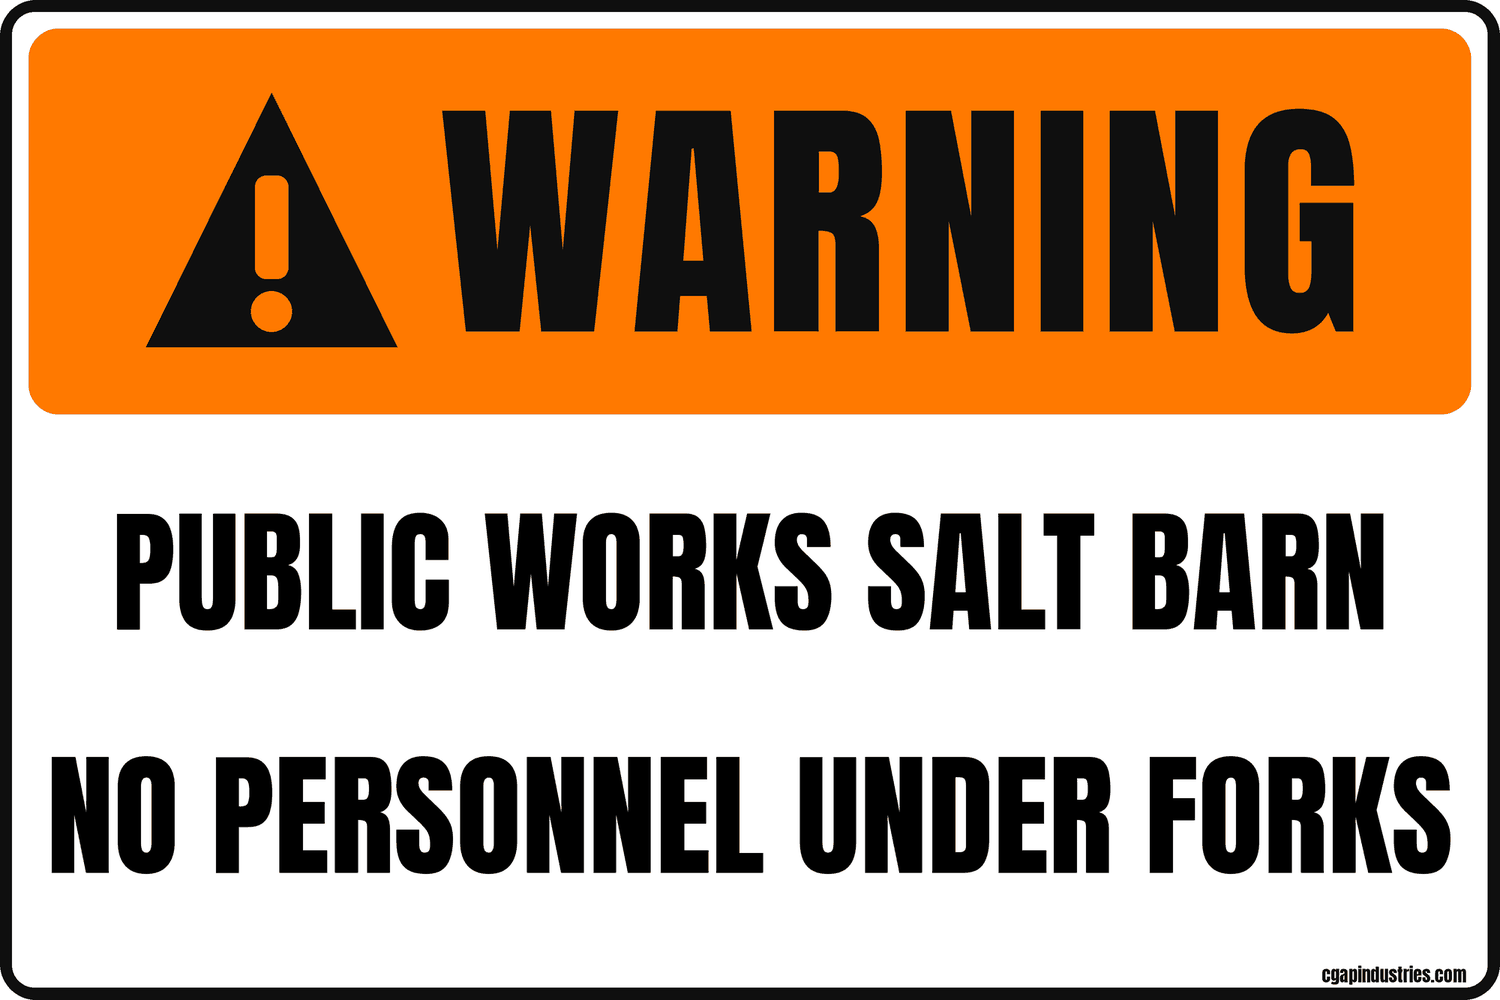 WARNING
PUBLIC WORKS SALT BARN
NO PERSONNEL UNDER FORKS
cgapindustries.com